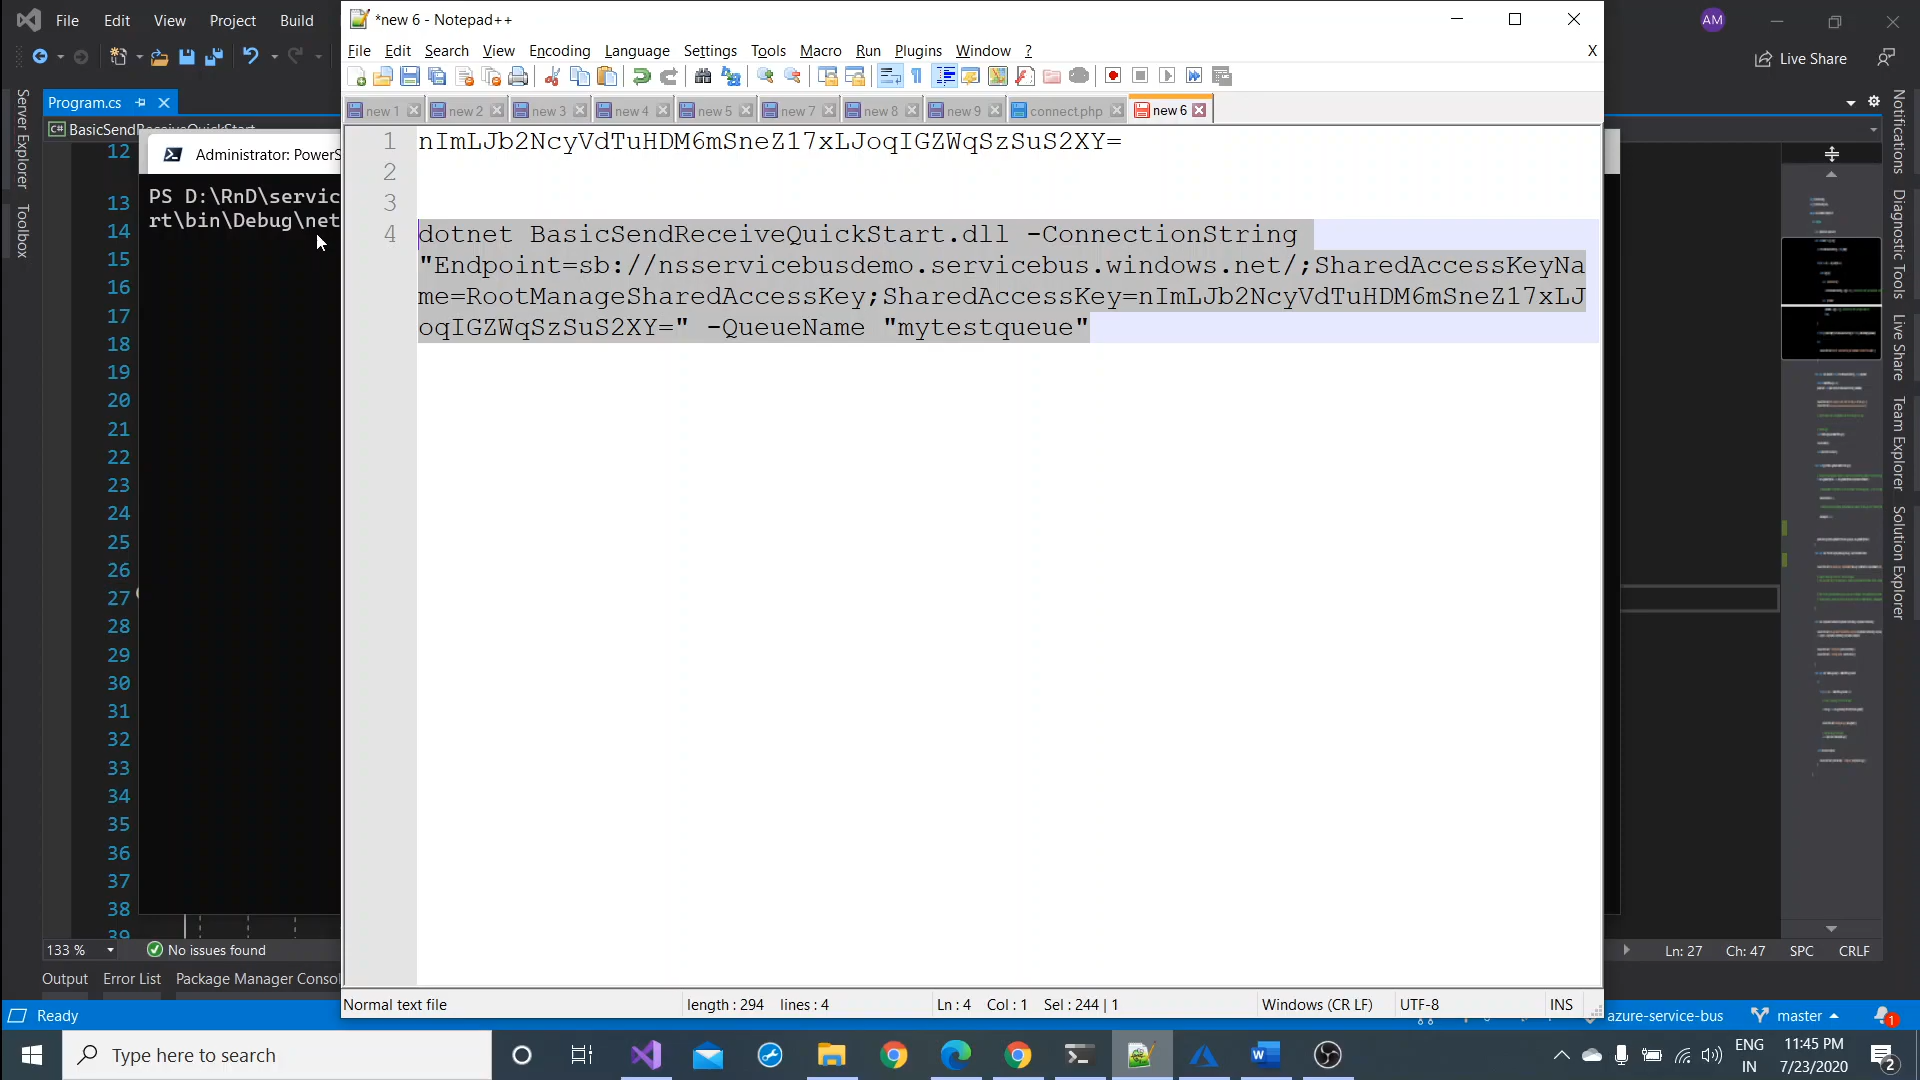 File Edit View Project Build
*new 6 - Notepad++
AM
File Edit Search View Encoding Language Settings Tools Macro Run Plugins Window ? X
Live Share
new 1 new 2 new 3 new 4 new 5 new 7 new 8 new 9 connect.php new 6
Program.cs
C# BasicSendReceiveQuickStart
Administrator: PowerS
PS D:\RnD\servic
rt\bin\Debug\net
1 nImLJb2NcyVdTuHDM6mSneZ17xLJoqIGZWqSzSuS2XY=
2
3
4 dotnet BasicSendReceiveQuickStart.dll -ConnectionString
"Endpoint=sb://nsservicebusdemo.servicebus.windows.net/;SharedAccessKeyNa
me=RootManageSharedAccessKey;SharedAccessKey=nImLJb2NcyVdTuHDM6mSneZ17xLJ
oqIGZWqSzSuS2XY=" -QueueName "mytestqueue"
Server Explorer
Toolbox
12
13
14
15
16
17
18
19
20
21
22
23
24
25
26
27
28
29
30
31
32
33
34
35
36
37
38
39
Notifications
Diagnostic Tools
Live Share
Team Explorer
Solution Explorer
133 % No issues found
Ln: 27 Ch: 47 SPC CRLF
Output Error List Package Manager Consol
Normal text file length : 294 lines : 4 Ln : 4 Col : 1 Sel : 244 | 1 Windows (CR LF) UTF-8 INS
Ready
azure-service-bus master 1
Type here to search
ENG
IN
11:45 PM
7/23/2020
2